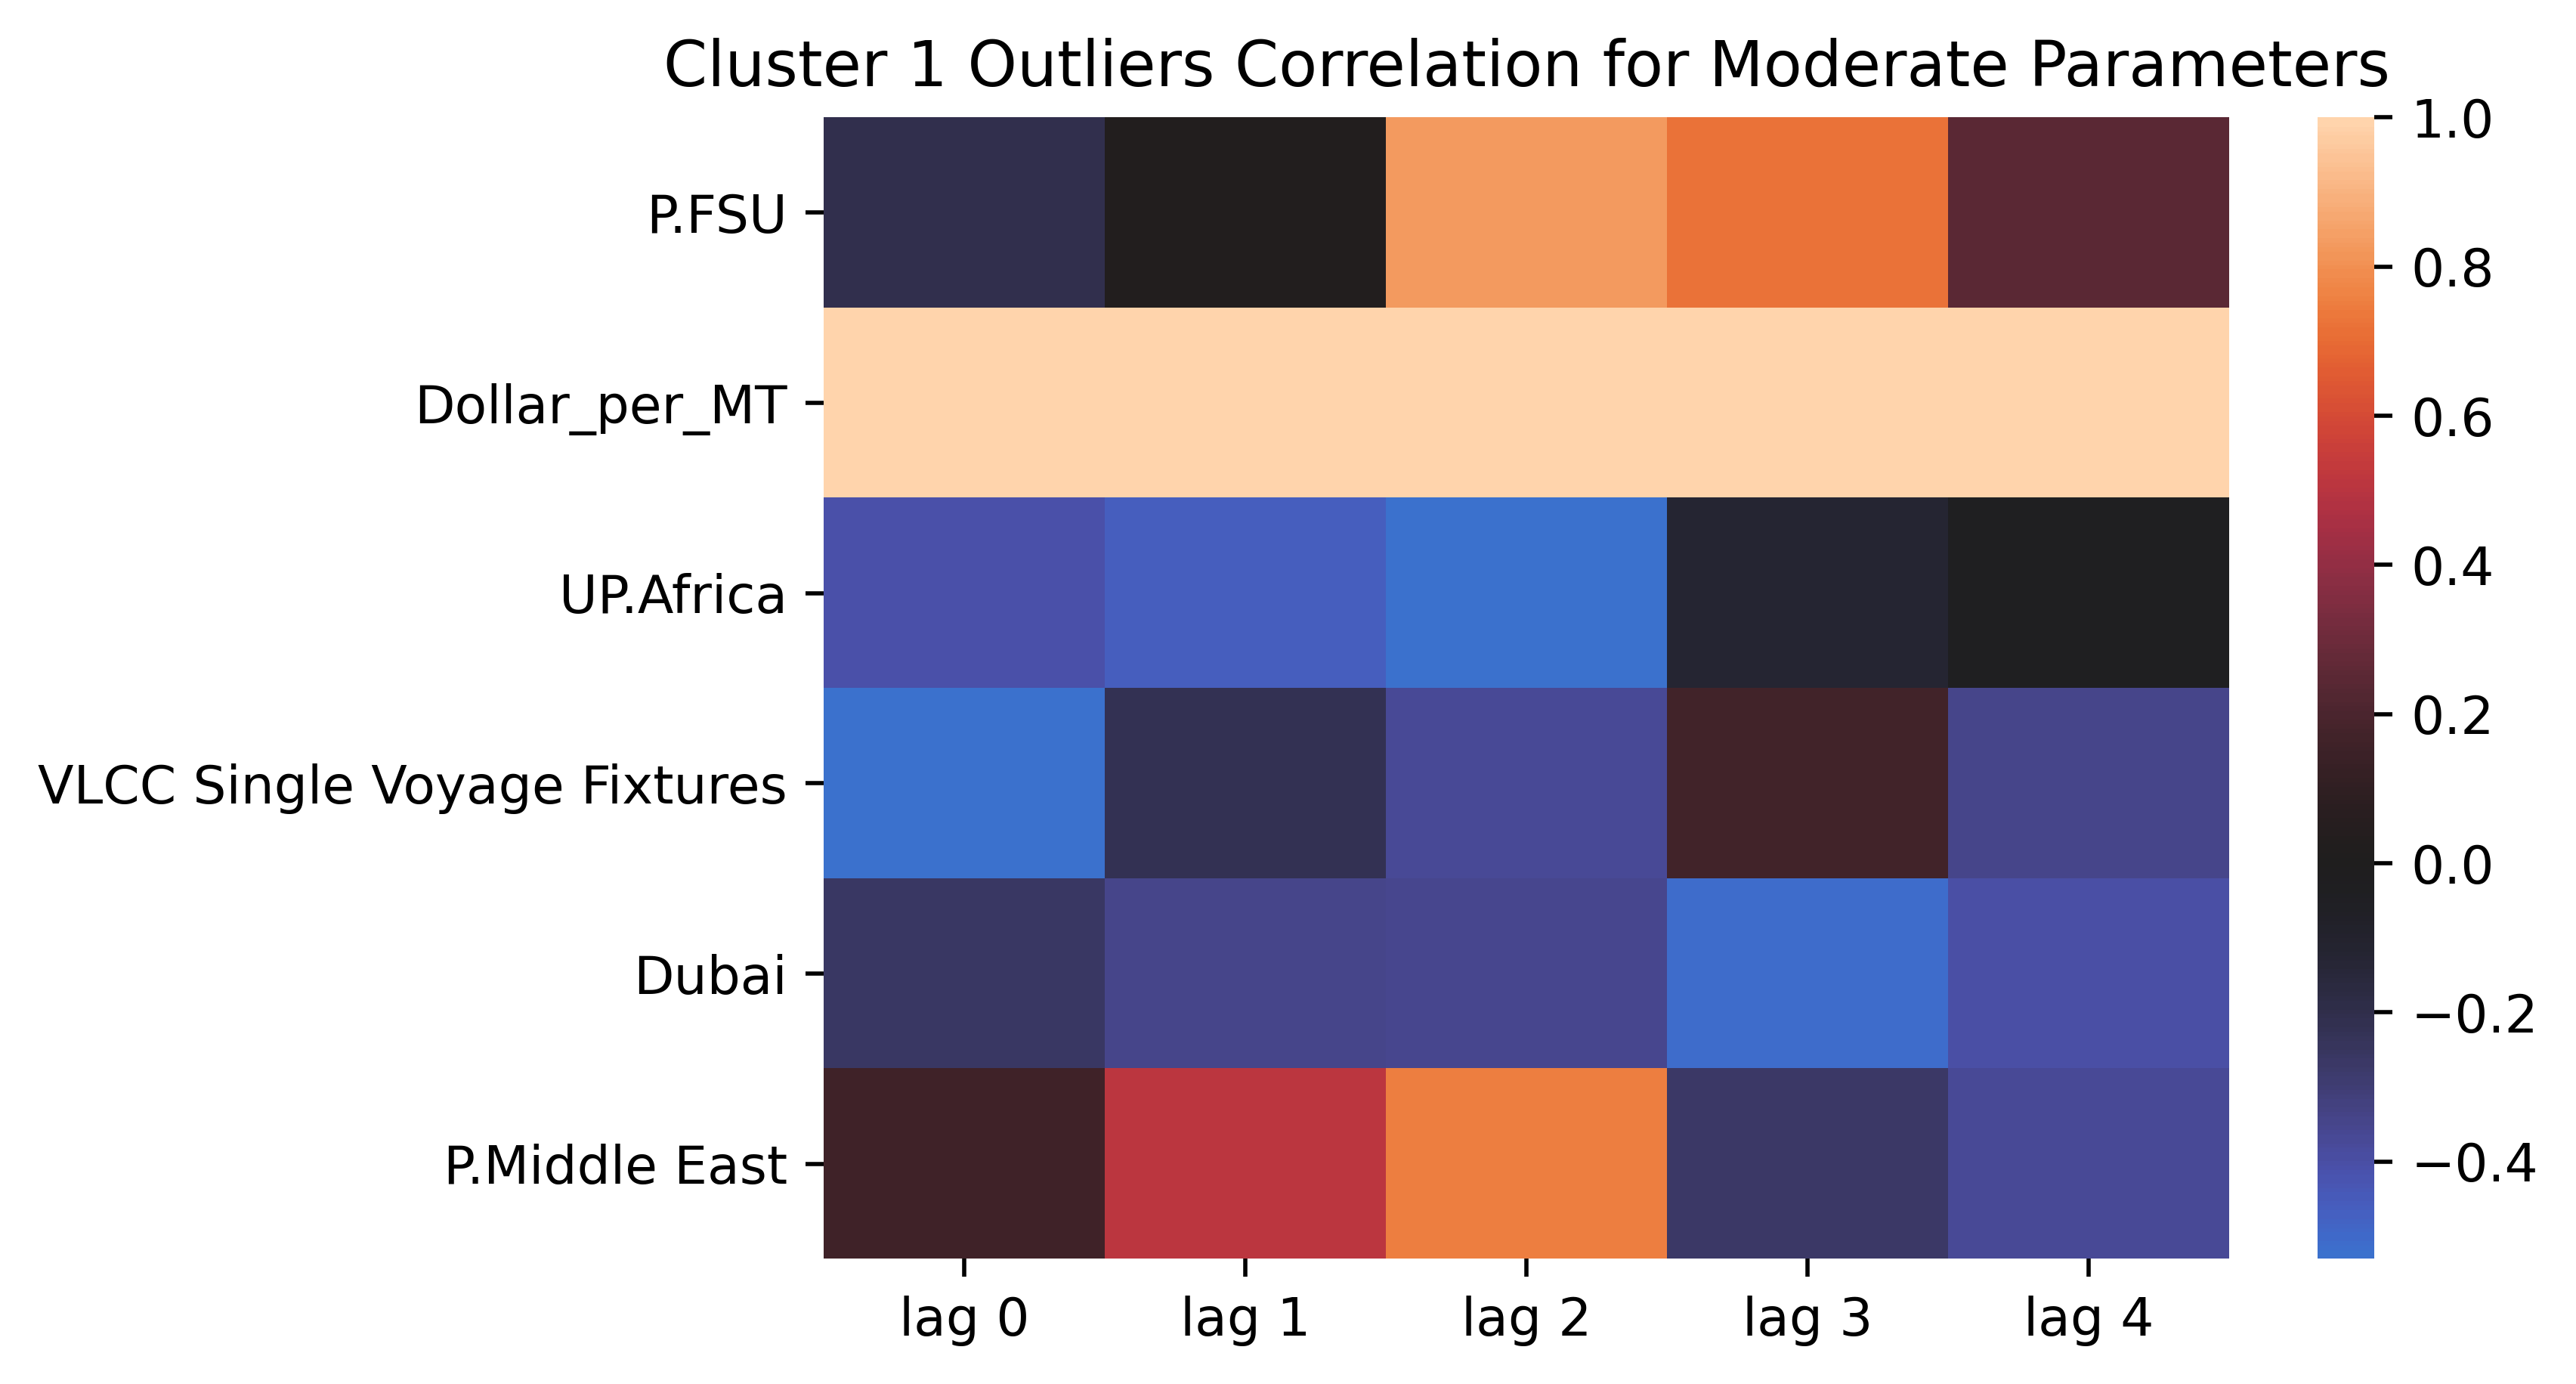 Cluster 1 Outliers Correlation for Moderate Parameters
P.FSU
Dollar_per_MT
UP.Africa
VLCC Single Voyage Fixtures
Dubai
P.Middle East
lag 0
lag 1
lag 2
lag 3
lag 4
1.0
0.8
0.6
0.4
0.2
0.0
−0.2
−0.4